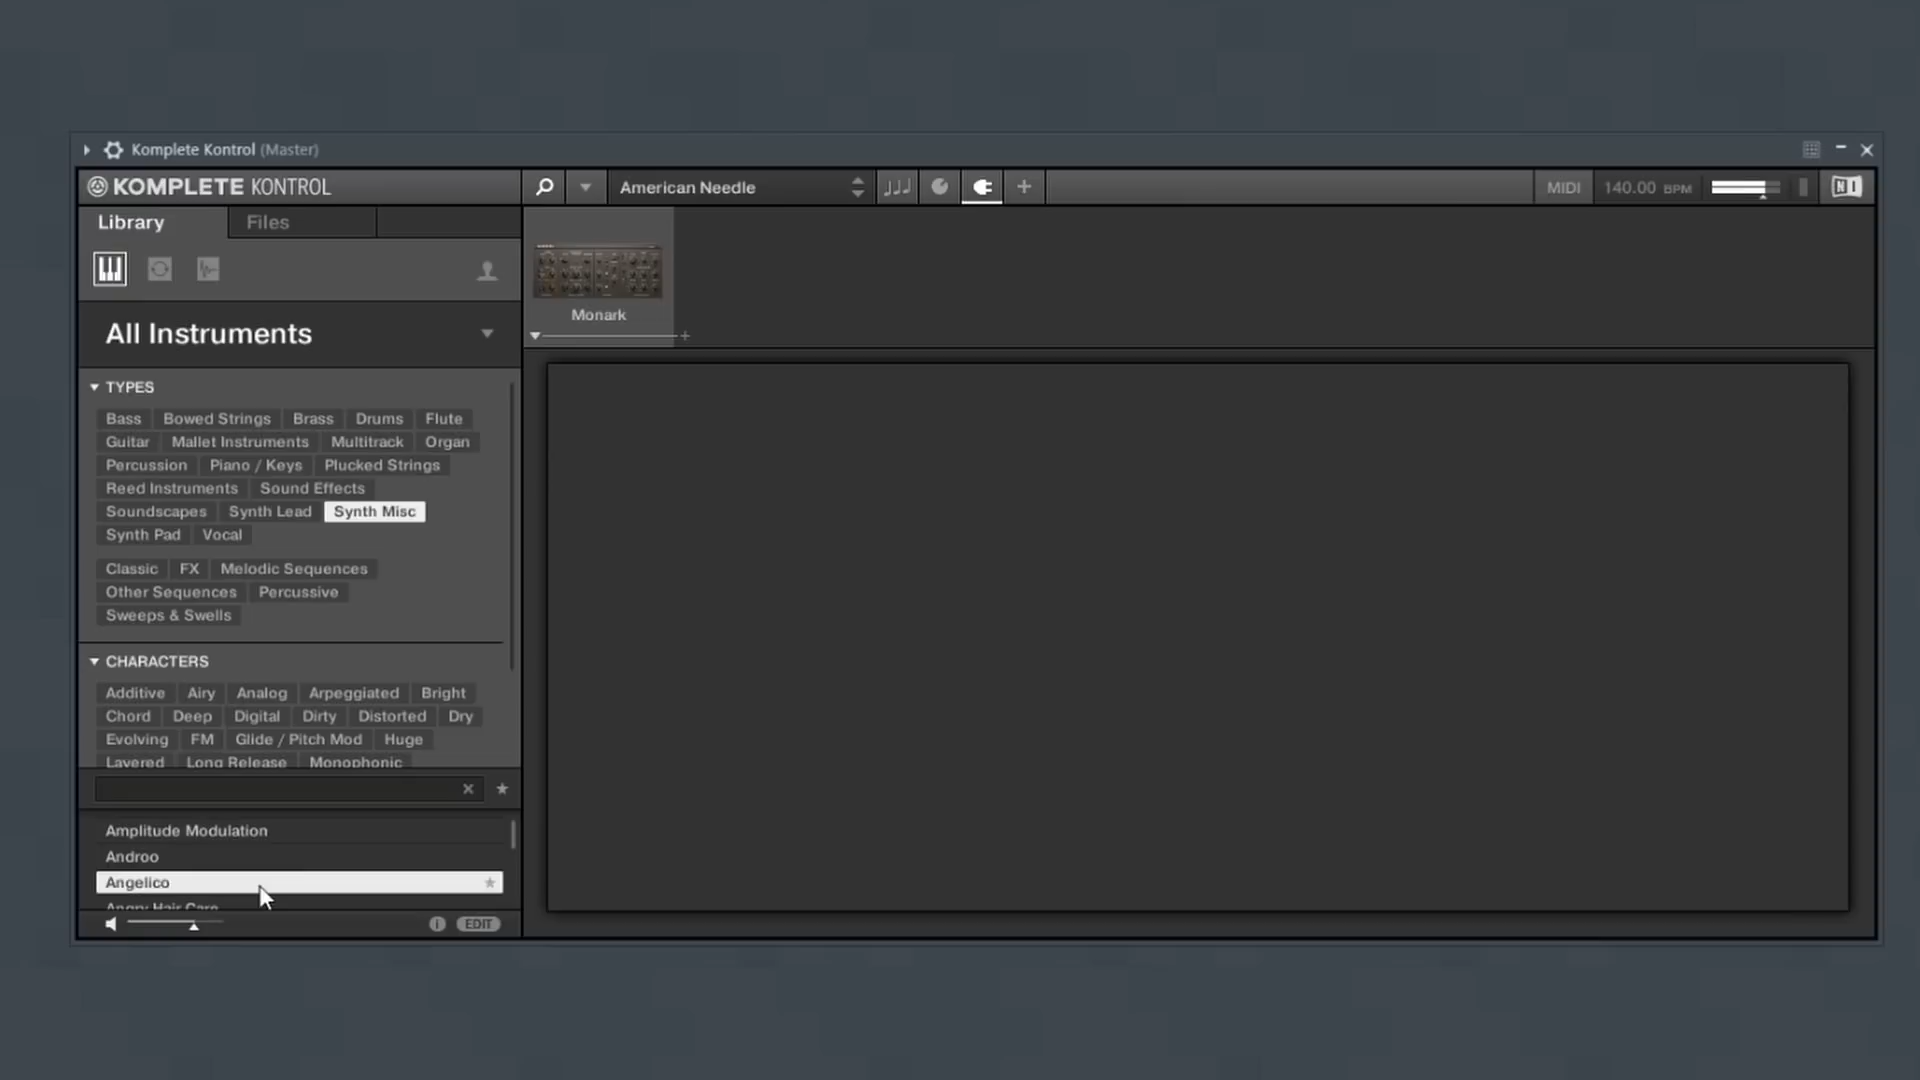 Komplete Kontrol (Master)
KOMPLETE KONTROL
American Needle
MIDI 140.00 BPM
NI
Library Files
Monark
All Instruments
TYPES
Bass Bowed Strings Brass Drums Flute
Guitar Mallet Instruments Multitrack Organ
Percussion Piano / Keys Plucked Strings
Reed Instruments Sound Effects
Soundscapes Synth Lead Synth Misc
Synth Pad Vocal
Classic FX Melodic Sequences
Other Sequences Percussive
Sweeps & Swells
CHARACTERS
Additive Airy Analog Arpeggiated Bright
Chord Deep Digital Dirty Distorted Dry
Evolving FM Glide / Pitch Mod Huge
Layered Long Release Monophonic
Amplitude Modulation
Androo
Angelico
Angry Hair Care
EDIT